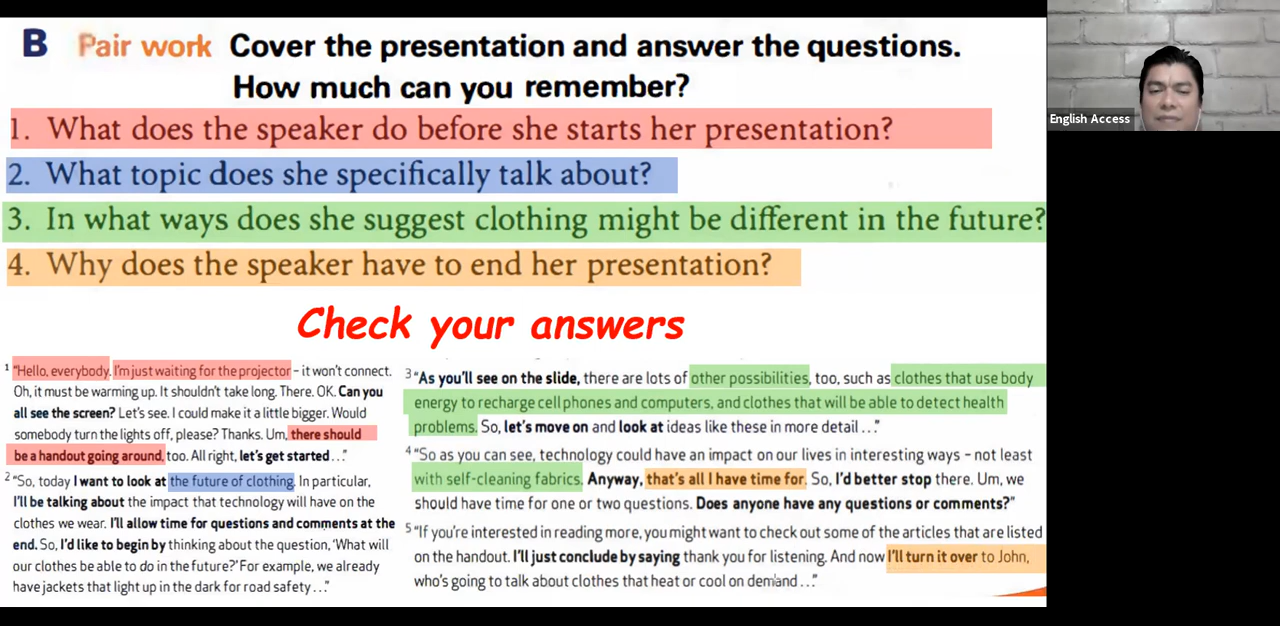 B Pair work Cover the presentation and answer the questions.
How much can you remember?
1. What does the speaker do before she starts her presentation?
2. What topic does she specifically talk about?
3. In what ways does she suggest clothing might be different in the future?
4. Why does the speaker have to end her presentation?
Check your answers
1 "Hello, everybody. I'm just waiting for the projector – it won't connect.
Oh, it must be warming up. It shouldn't take long. There. OK. Can you
all see the screen? Let's see. I could make it a little bigger. Would
somebody turn the lights off, please? Thanks. Um, there should
be a handout going around, too. All right, let's get started . . ."
2 "So, today I want to look at the future of clothing. In particular,
I'll be talking about the impact that technology will have on the
clothes we wear. I'll allow time for questions and comments at the
end. So, I'd like to begin by thinking about the question, 'What will
our clothes be able to do in the future?' For example, we already
have jackets that light up in the dark for road safety . . ."
3 "As you'll see on the slide, there are lots of other possibilities, too, such as clothes that use body
energy to recharge cell phones and computers, and clothes that will be able to detect health
problems. So, let's move on and look at ideas like these in more detail . . ."
4 "So as you can see, technology could have an impact on our lives in interesting ways – not least
with self-cleaning fabrics. Anyway, that's all I have time for. So, I'd better stop there. Um, we
should have time for one or two questions. Does anyone have any questions or comments?"
5 "If you're interested in reading more, you might want to check out some of the articles that are listed
on the handout. I'll just conclude by saying thank you for listening. And now I'll turn it over to John,
who's going to talk about clothes that heat or cool on demand . . ."
English Access